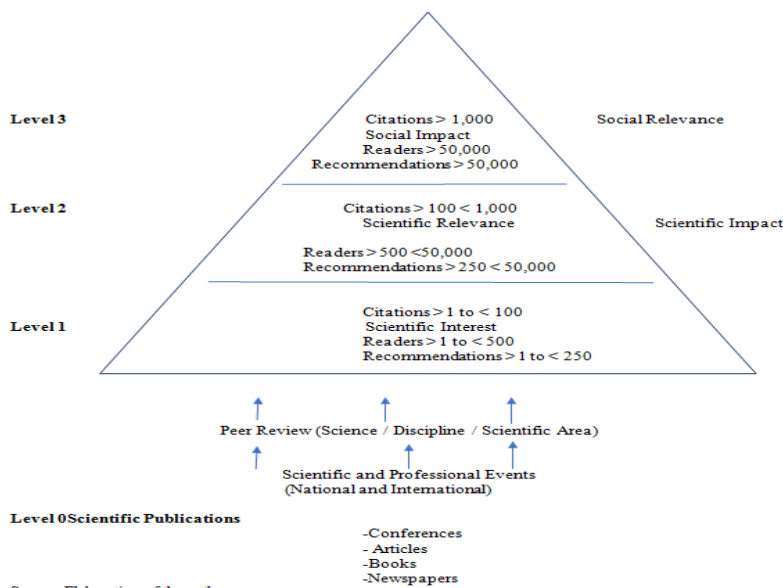 Level 3
Citations > 1,000
Social Relevance
Social Impact
Readers > 50,000
Recommendations > 50,000
Level 2
Citations > 100 < 1,000
Scientific Relevance
Scientific Impact
Readers > 500 <50,000
Recommendations > 250 < 50,000
Level 1
Citations > 1 to < 100
Scientific Interest
Readers > 1 to < 500
Recommendations > 1 to < 250
Peer Review (Science / Discipline / Scientific Area)
Scientific and Professional Events
(National and International)
Level 0Scientific Publications
-Conferences
- Articles
-Books
-Newspapers